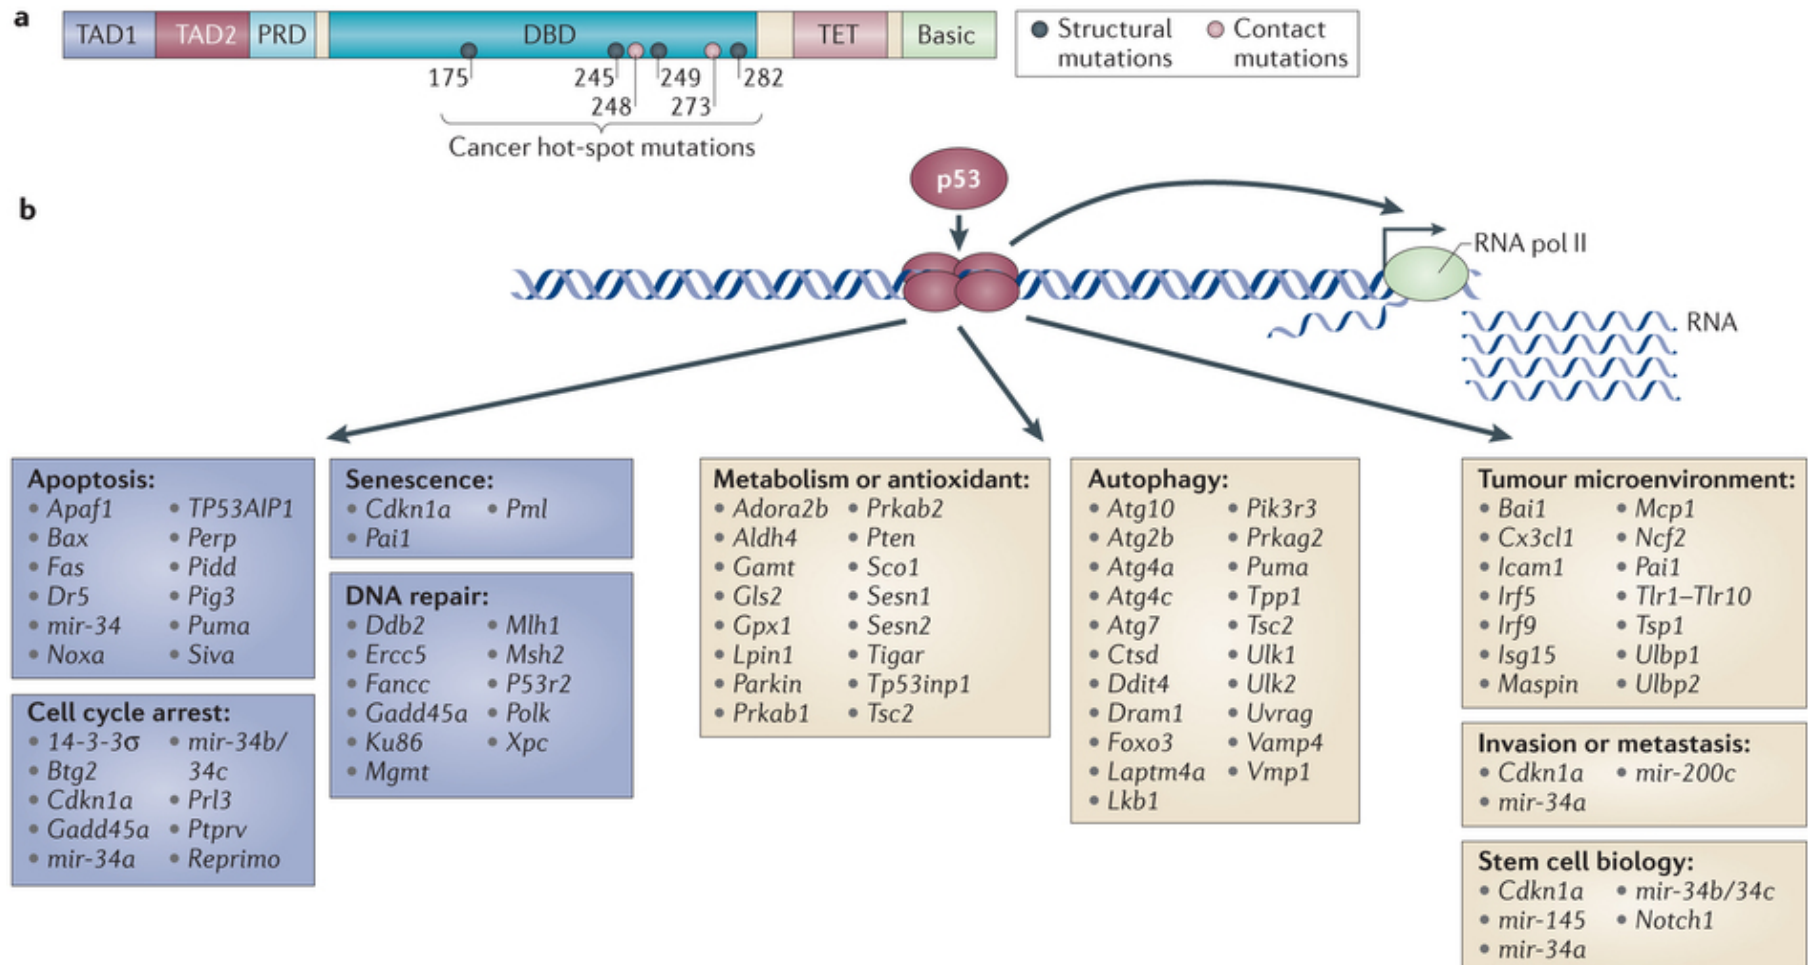 a
TAD1 TAD2 PRD DBD TET Basic
Structural mutations
Contact mutations
175 245 249 282
248 273
Cancer hot-spot mutations
b
p53
RNA pol II
RNA
Apoptosis:
• Apaf1 • TP53AIP1
• Bax • Perp
• Fas • Pidd
• Dr5 • Pig3
• mir-34 • Puma
• Noxa • Siva
Cell cycle arrest:
• 14-3-3σ • mir-34b/
• Btg2 34c
• Cdkn1a • Prl3
• Gadd45a • Ptprv
• mir-34a • Reprimo
Senescence:
• Cdkn1a • Pml
• Pai1
DNA repair:
• Ddb2 • Mlh1
• Ercc5 • Msh2
• Fancc • P53r2
• Gadd45a • Polk
• Ku86 • Xpc
• Mgmt
Metabolism or antioxidant:
• Adora2b • Prkab2
• Aldh4 • Pten
• Gamt • Sco1
• Gls2 • Sesn1
• Gpx1 • Sesn2
• Lpin1 • Tigar
• Parkin • Tp53inp1
• Prkab1 • Tsc2
Autophagy:
• Atg10 • Pik3r3
• Atg2b • Prkag2
• Atg4a • Puma
• Atg4c • Tpp1
• Atg7 • Tsc2
• Ctsd • Ulk1
• Ddit4 • Ulk2
• Dram1 • Uvrag
• Foxo3 • Vamp4
• Laptm4a • Vmp1
• Lkb1
Tumour microenvironment:
• Bai1 • Mcp1
• Cx3cl1 • Ncf2
• Icam1 • Pai1
• Irf5 • Tlr1–Tlr10
• Irf9 • Tsp1
• Isg15 • Ulbp1
• Maspin • Ulbp2
Invasion or metastasis:
• Cdkn1a • mir-200c
• mir-34a
Stem cell biology:
• Cdkn1a • mir-34b/34c
• mir-145 • Notch1
• mir-34a